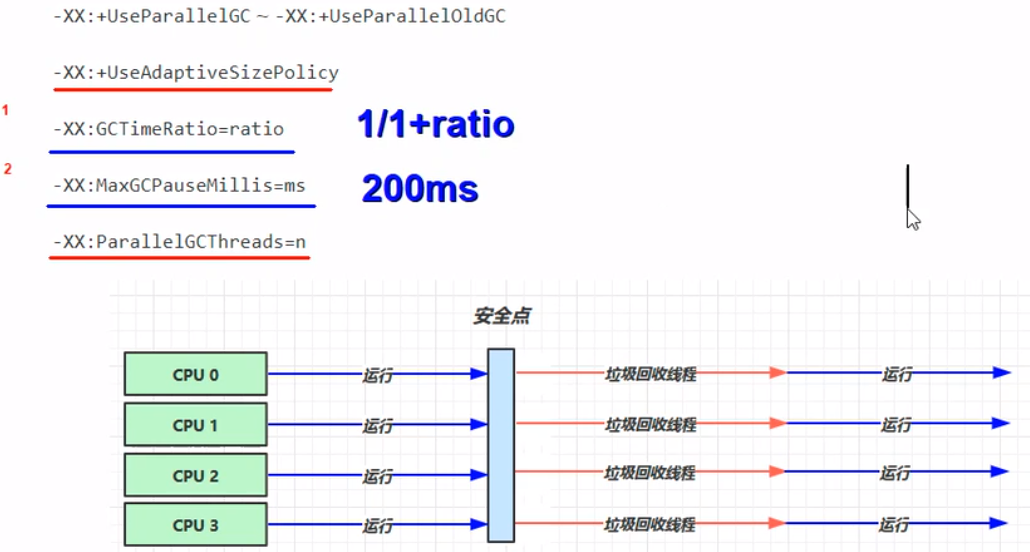 -XX:+UseParallelGC ~ -XX:+UseParallelOldGC
-XX:+UseAdaptiveSizePolicy
1
-XX:GCTimeRatio=ratio 1/1+ratio
2
-XX:MaxGCPauseMillis=ms 200ms
-XX:ParallelGCThreads=n
安全点
CPU 0 运行 垃圾回收线程 运行
CPU 1 运行 垃圾回收线程 运行
CPU 2 运行 垃圾回收线程 运行
CPU 3 运行 垃圾回收线程 运行